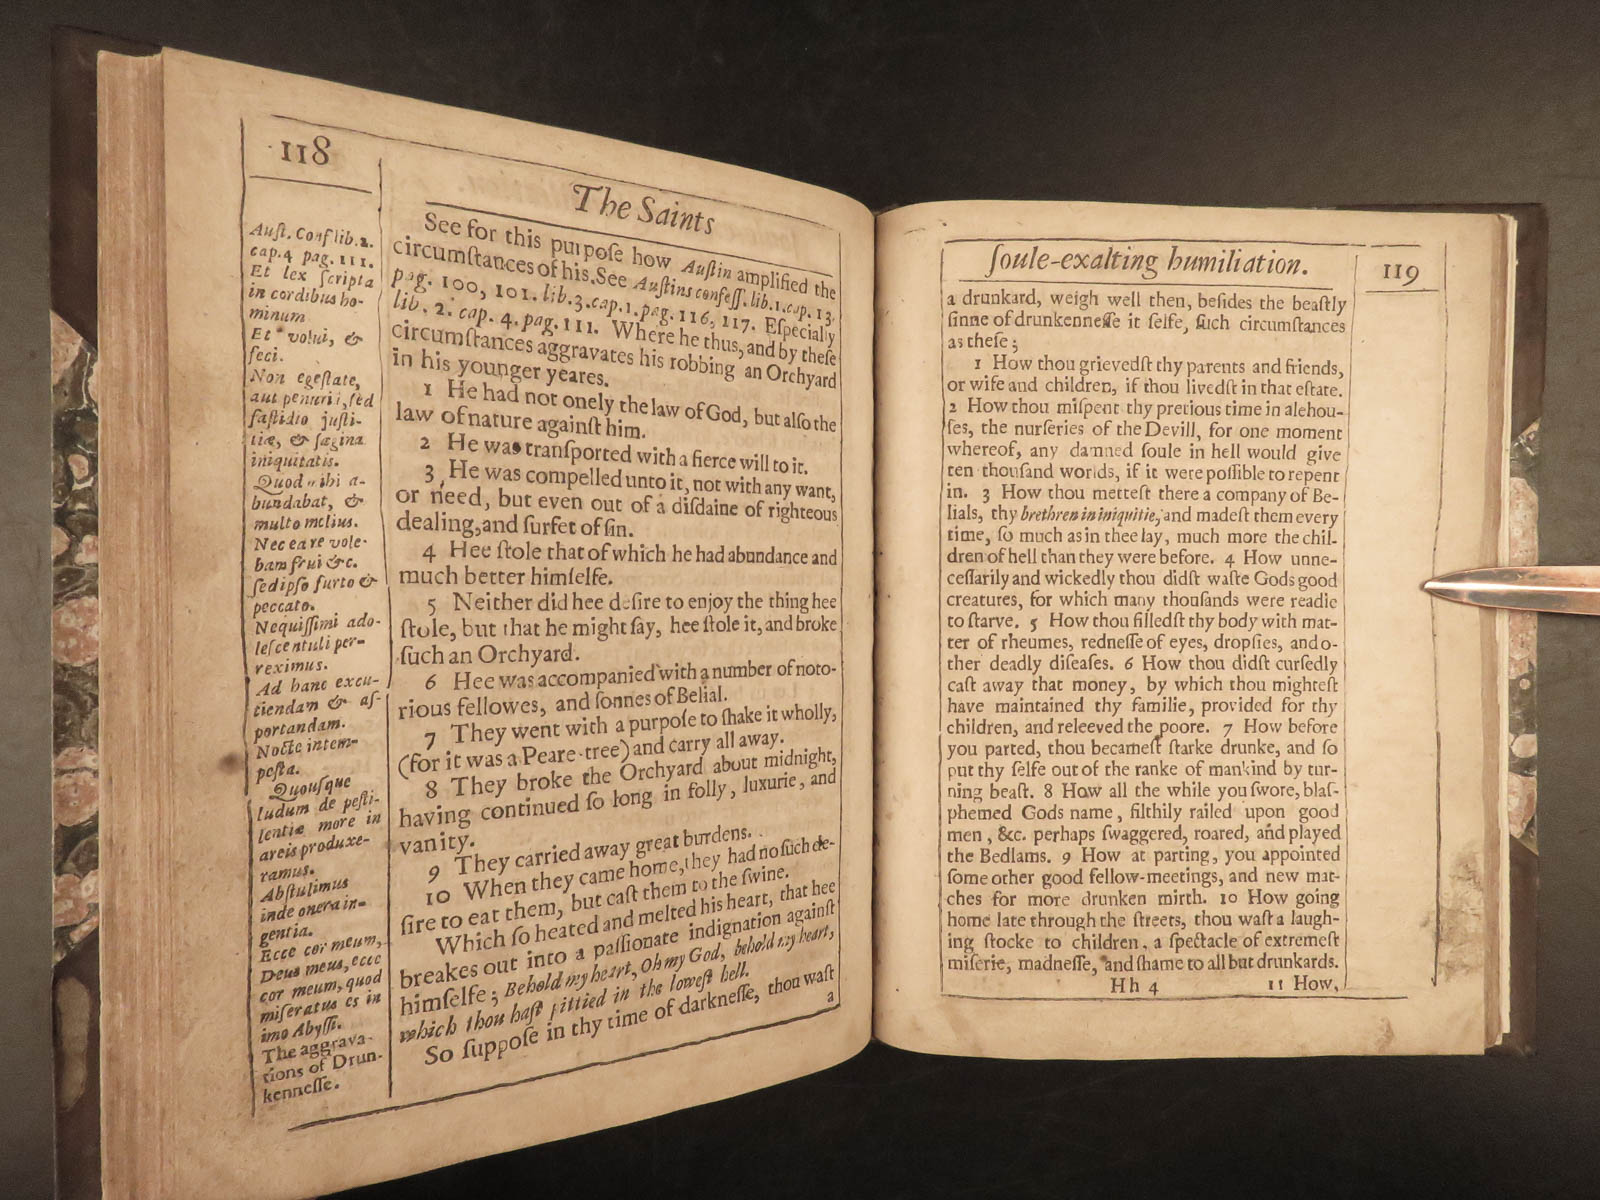 118
The Saints
Auſt. Conf lib. 2.
cap. 4 pag. 111.
Et lex ſcripta
in cordibus ho-
minum
Et volui, &
feci.
Non egeſtate,
aut penuriâ, ſed
faſtidio juſti-
tiæ, & ſagina
iniquitatis.
Quod mihi a-
bundabat, &
multo melius.
Nec ea re vole-
bam frui &c.
ſed ipſo furto &
peccato.
Nequiſſimi ado-
leſcentuli per-
reximus.
Ad hanc excu-
tiendam & aſ-
portandam.
Nocte intem-
peſta.
Quouſque
ludum de peſti-
lentiæ more in
areis produxe-
ramus.
Abſtulimus
inde onera in-
gentia.
Ecce cor meum,
Deus meus, ecce
cor meum, quod
miſeratus es in
imo Abyſſi.
The aggrava-
tions of Drun-
kenneſſe.
See for this purpoſe how Auſtin amplified the
circumſtances of his. See Auſtins confeſſ. lib. 1. cap. 13.
pag. 100, 101. lib. 3. cap. 1. pag. 116, 117. Eſpecially
lib. 2. cap. 4. pag. 111. Where he thus, and by theſe
circumſtances aggravates his robbing an Orchyard
in his younger yeares.
1 He had not onely the law of God, but alſo the
law of nature againſt him.
2 He was tranſported with a fierce will to it.
3 He was compelled unto it, not with any want,
or need, but even out of a diſdaine of righteous
dealing, and ſurfet of ſin.
4 Hee ſtole that of which he had abundance and
much better himſelfe.
5 Neither did hee deſire to enjoy the thing hee
ſtole, but that he might ſay, hee ſtole it, and broke
ſuch an Orchyard.
6 Hee was accompanied with a number of noto-
rious fellowes, and ſonnes of Belial.
7 They went with a purpoſe to ſhake it wholly,
(for it was a Peare-tree) and carry all away.
8 They broke the Orchyard about midnight,
having continued ſo long in folly, luxurie, and
vanity.
9 They carried away great burdens.
10 When they came home, they had no ſuch de-
ſire to eat them, but caſt them to the ſwine.
Which ſo heated and melted his heart, that hee
breakes out into a paſſionate indignation againſt
himſelfe; Behold my heart, Oh my God, behold my heart,
which thou haſt pittied in the loweſt hell.
So ſuppoſe in thy time of darkneſſe, thou waſt
a
ſoule-exalting humiliation.
119
a drunkard, weigh well then, beſides the beaſtly
ſinne of drunkenneſſe it ſelfe, ſuch circumſtances
as theſe;
1 How thou grievedſt thy parents and friends,
or wife and children, if thou livedſt in that eſtate.
2 How thou miſpent thy pretious time in alehou-
ſes, the nurſeries of the Devill, for one moment
whereof, any damned ſoule in hell would give
ten thouſand worlds, if it were poſſible to repent
in. 3 How thou metteſt there a company of Be-
lials, thy brethren in iniquitie, and madeſt them every
time, ſo much as in thee lay, much more the chil-
dren of hell than they were before. 4 How unne-
ceſſarily and wickedly thou didſt waſte Gods good
creatures, for which many thouſands were readie
to ſtarve. 5 How thou filledſt thy body with mat-
ter of rheumes, redneſſe of eyes, dropſies, and o-
ther deadly diſeaſes. 6 How thou didſt curſedly
caſt away that money, by which thou mighteſt
have maintained thy familie, provided for thy
children, and releeved the poore. 7 How before
you parted, thou becameſt ſtarke drunke, and ſo
put thy ſelfe out of the ranke of mankind by tur-
ning beaſt. 8 How all the while you ſwore, blaſ-
phemed Gods name, filthily railed upon good
men, &c. perhaps ſwaggered, roared, and played
the Bedlams. 9 How at parting, you appointed
ſome other good fellow-meetings, and new mat-
ches for more drunken mirth. 10 How going
home late through the ſtreets, thou waſt a laugh-
ing ſtocke to children, a ſpectacle of extremeſt
miſerie, madneſſe, and ſhame to all but drunkards.
Hh 4
11 How,